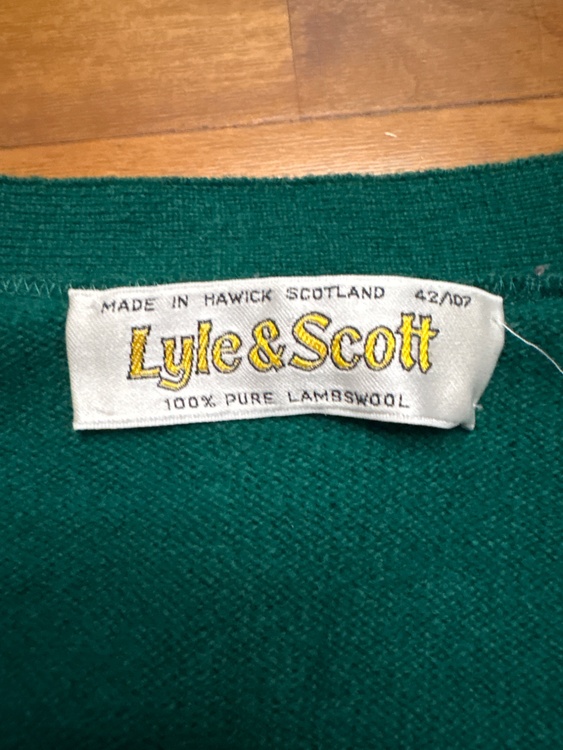 MADE IN HAWICK SCOTLAND 42/107
Lyle & Scott
100% PURE LAMBSWOOL